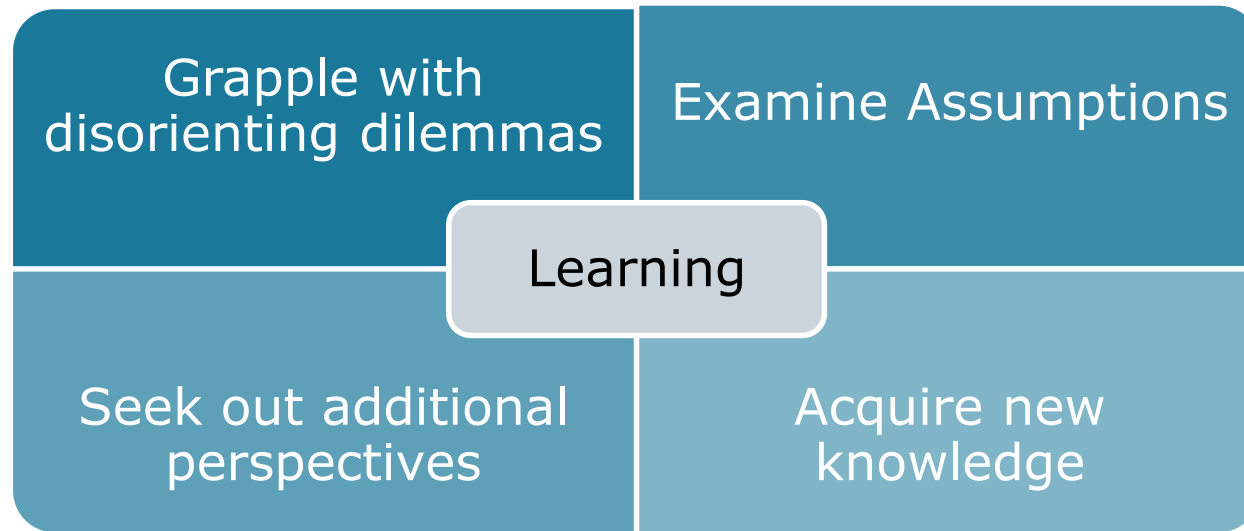 Grapple with
disorienting dilemmas
Examine Assumptions
Learning
Seek out additional
perspectives
Acquire new
knowledge